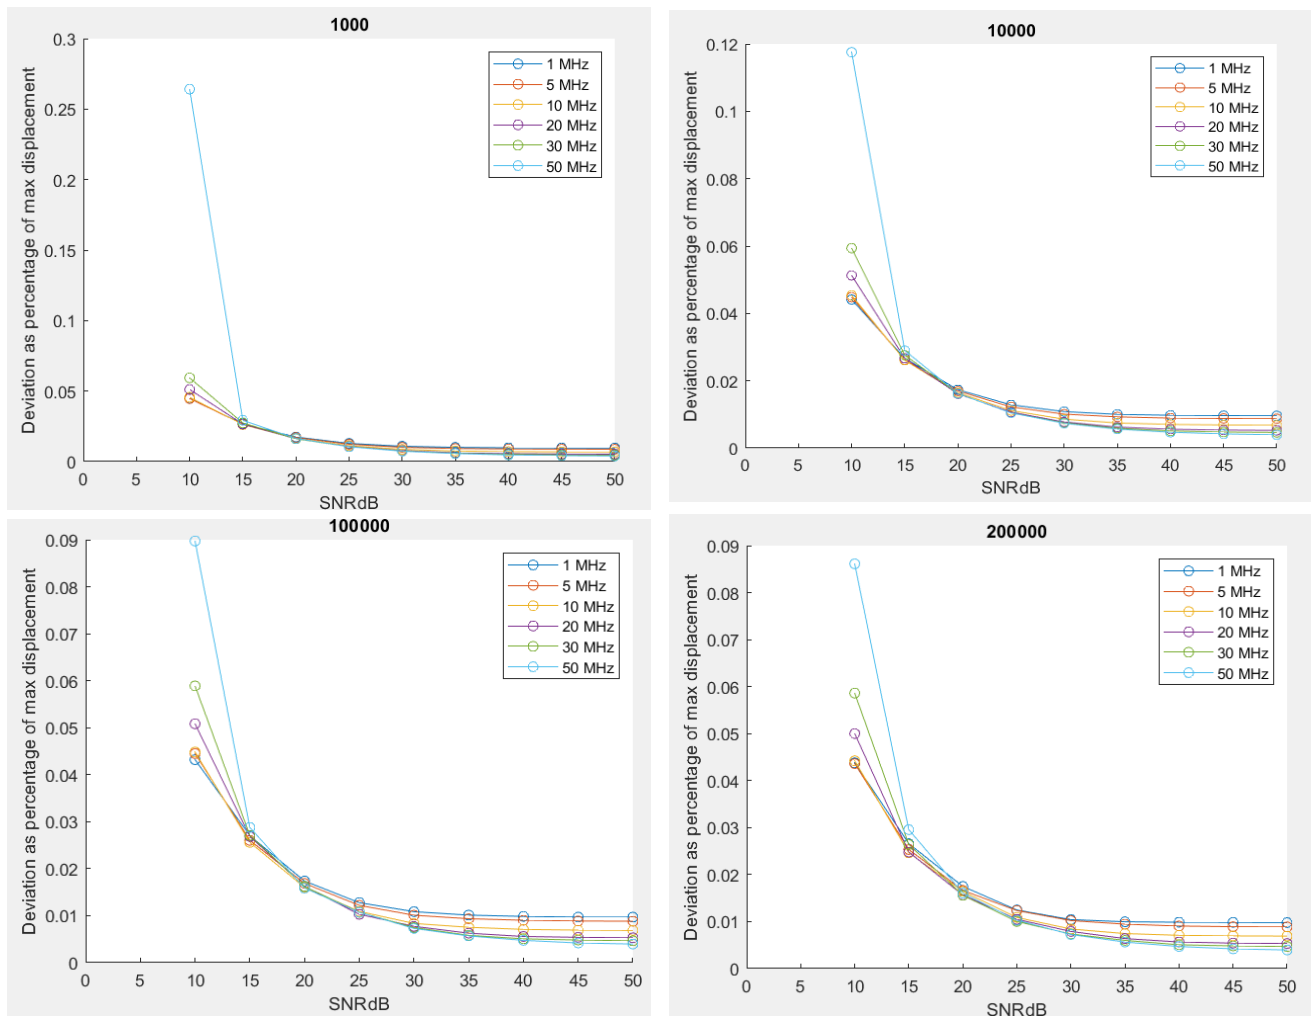 1000
Deviation as percentage of max displacement
0.3
0.25
0.2
0.15
0.1
0.05
0
0 5 10 15 20 25 30 35 40 45 50
SNRdB
1 MHz
5 MHz
10 MHz
20 MHz
30 MHz
50 MHz
10000
Deviation as percentage of max displacement
0.12
0.1
0.08
0.06
0.04
0.02
0
0 5 10 15 20 25 30 35 40 45 50
SNRdB
1 MHz
5 MHz
10 MHz
20 MHz
30 MHz
50 MHz
100000
Deviation as percentage of max displacement
0.09
0.08
0.07
0.06
0.05
0.04
0.03
0.02
0.01
0
0 5 10 15 20 25 30 35 40 45 50
SNRdB
1 MHz
5 MHz
10 MHz
20 MHz
30 MHz
50 MHz
200000
Deviation as percentage of max displacement
0.09
0.08
0.07
0.06
0.05
0.04
0.03
0.02
0.01
0
0 5 10 15 20 25 30 35 40 45 50
SNRdB
1 MHz
5 MHz
10 MHz
20 MHz
30 MHz
50 MHz